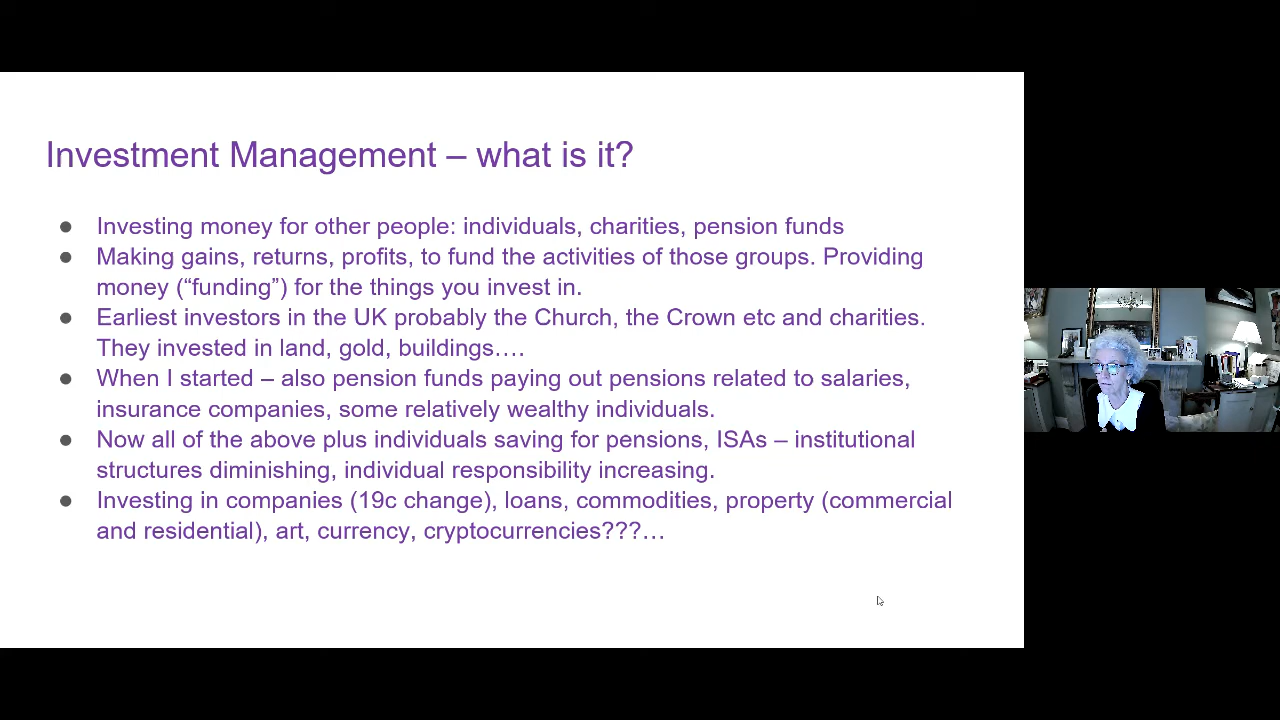 Investment Management – what is it?
● Investing money for other people: individuals, charities, pension funds
● Making gains, returns, profits, to fund the activities of those groups. Providing
money (“funding”) for the things you invest in.
● Earliest investors in the UK probably the Church, the Crown etc and charities.
They invested in land, gold, buildings….
● When I started – also pension funds paying out pensions related to salaries,
insurance companies, some relatively wealthy individuals.
● Now all of the above plus individuals saving for pensions, ISAs – institutional
structures diminishing, individual responsibility increasing.
● Investing in companies (19c change), loans, commodities, property (commercial
and residential), art, currency, cryptocurrencies???…